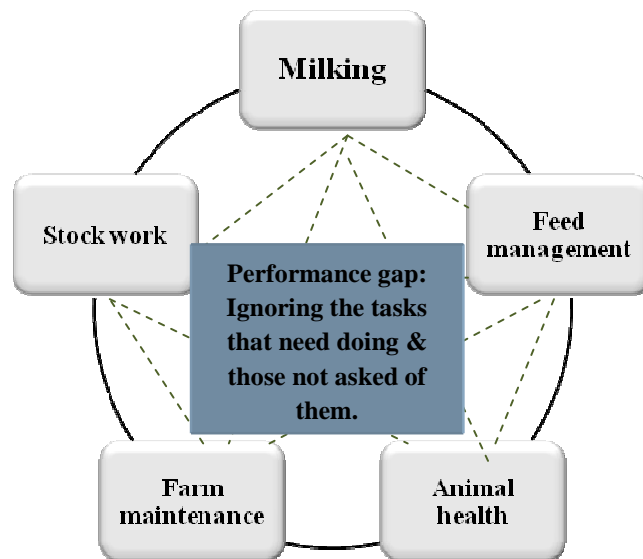 Milking
Stock work
Feed
management
Performance gap:
Ignoring the tasks
that need doing &
those not asked of
them.
Farm
maintenance
Animal
health